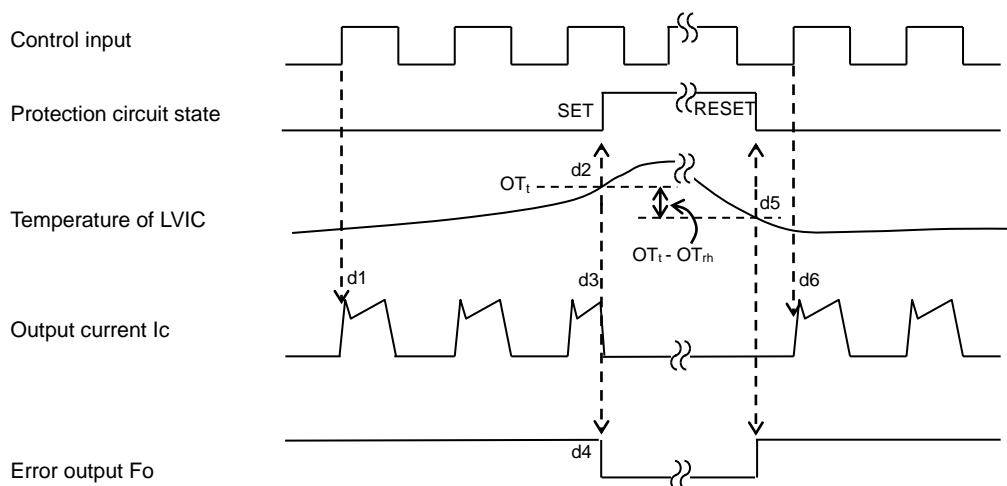 Control input
Protection circuit state
SET
RESET
d2
OTt
d5
Temperature of LVIC
OTt - OTrh
d1
d3
d6
Output current Ic
d4
Error output Fo